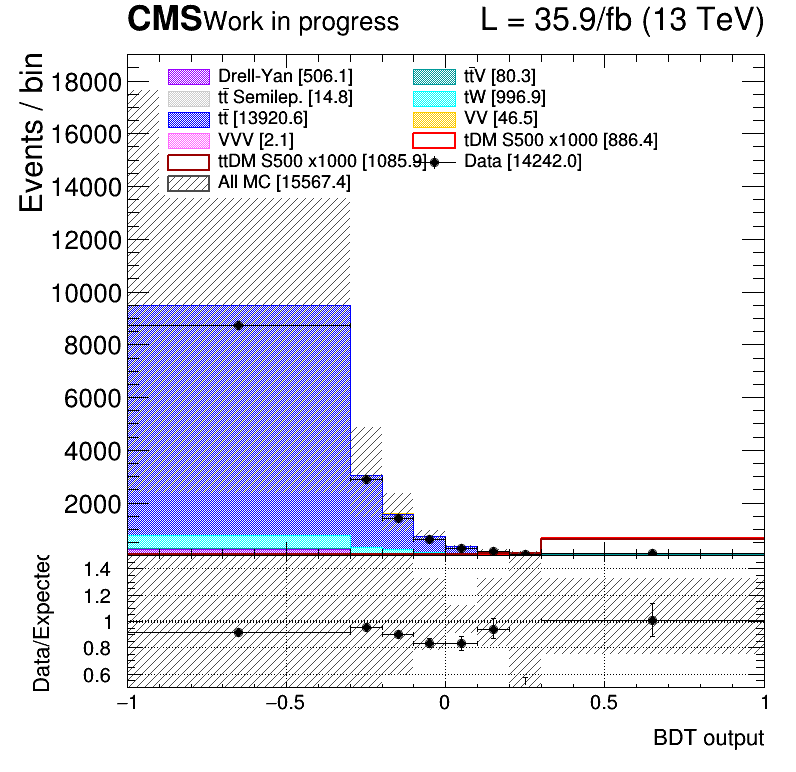 CMS Work in progress L = 35.9/fb (13 TeV)
Events / bin
18000
16000
14000
12000
10000
8000
6000
4000
2000
Drell-Yan [506.1]
tt̄V [80.3]
tt̄ Semilep. [14.8]
tW [996.9]
tt̄ [13920.6]
VV [46.5]
VVV [2.1]
tDM S500 x1000 [886.4]
ttDM S500 x1000 [1085.9]
Data [14242.0]
All MC [15567.4]
Data/Expected
1.4
1.2
1
0.8
0.6
−1 −0.5 0 0.5 1
BDT output